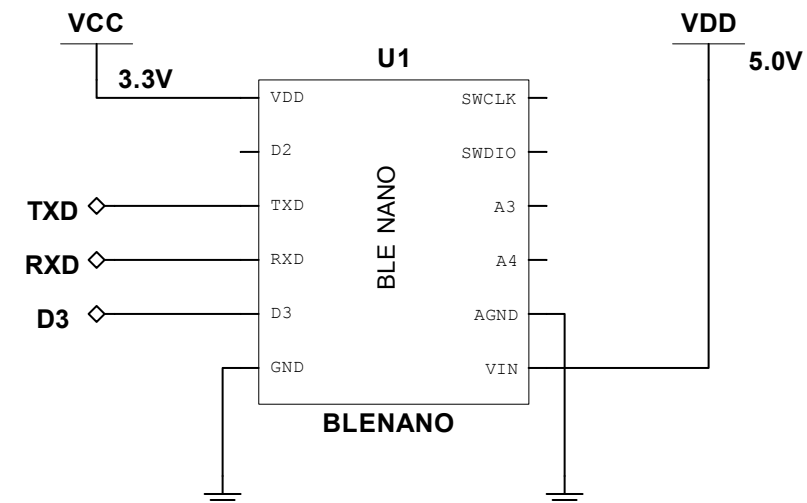 VCC
VDD
U1
5.0V
3.3V
VDD
SWCLK
D2
SWDIO
BLE NANO
TXD
TXD
A3
RXD
RXD
A4
D3
D3
AGND
GND
VIN
BLENANO